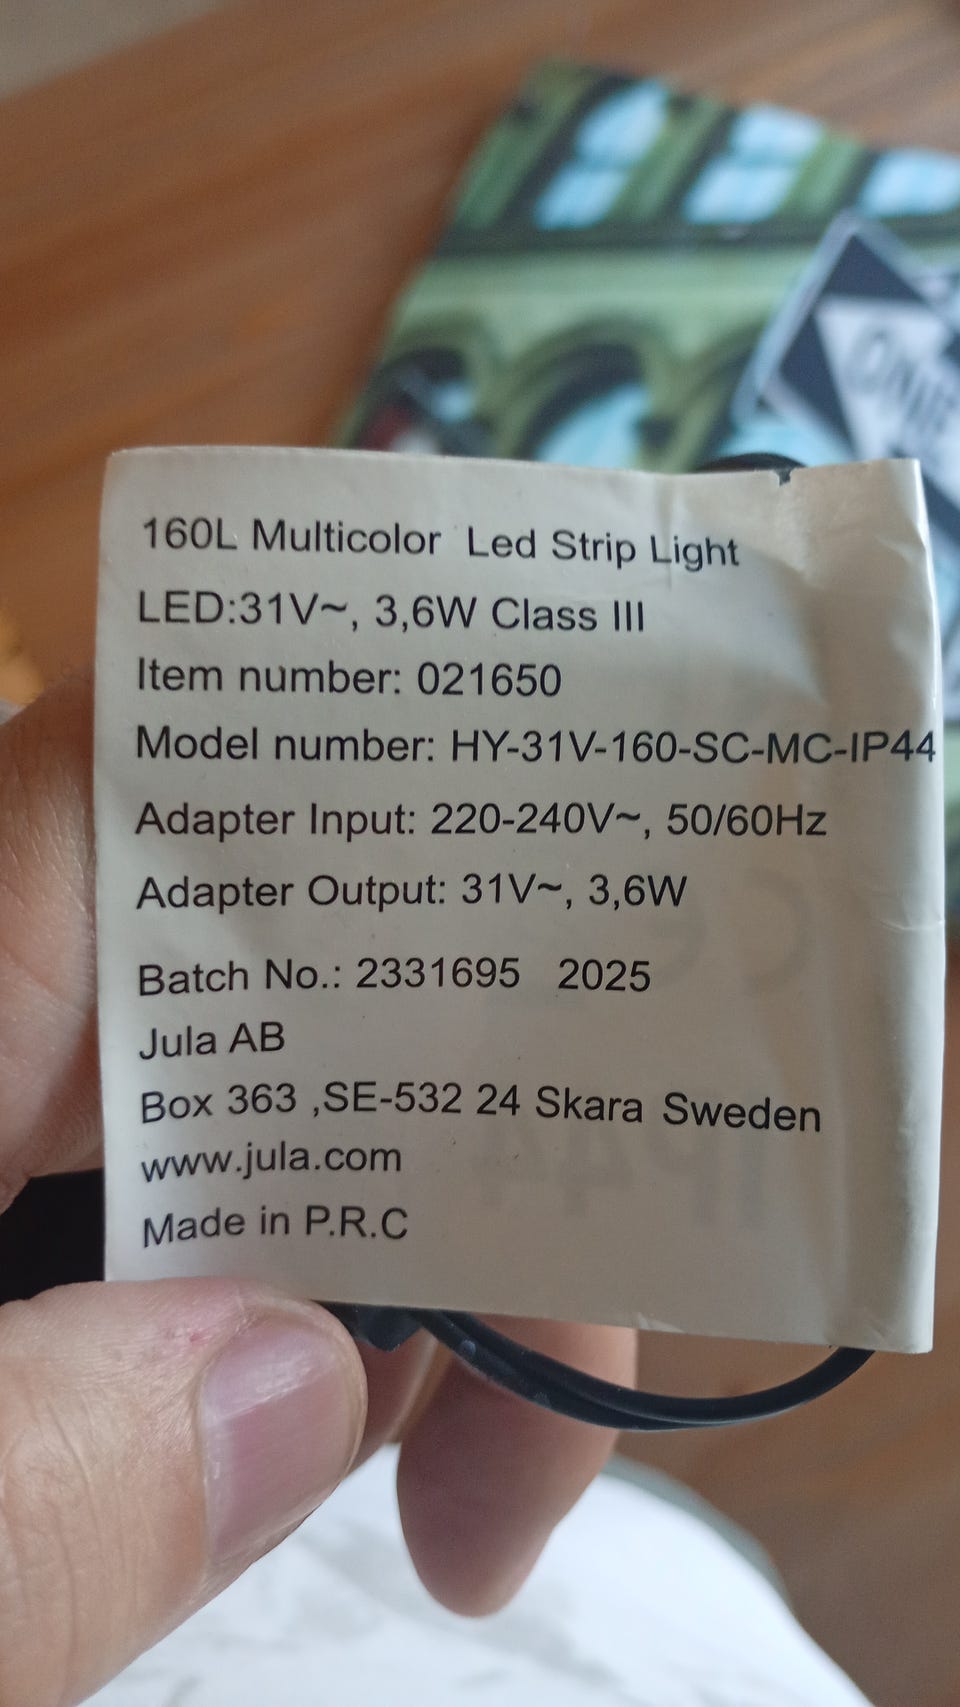 ONE
160L Multicolor Led Strip Light
LED:31V~, 3,6W Class III
Item number: 021650
Model number: HY-31V-160-SC-MC-IP44
Adapter Input: 220-240V~, 50/60Hz
Adapter Output: 31V~, 3,6W
Batch No.: 2331695 2025
Jula AB
Box 363 ,SE-532 24 Skara Sweden
www.jula.com
Made in P.R.C